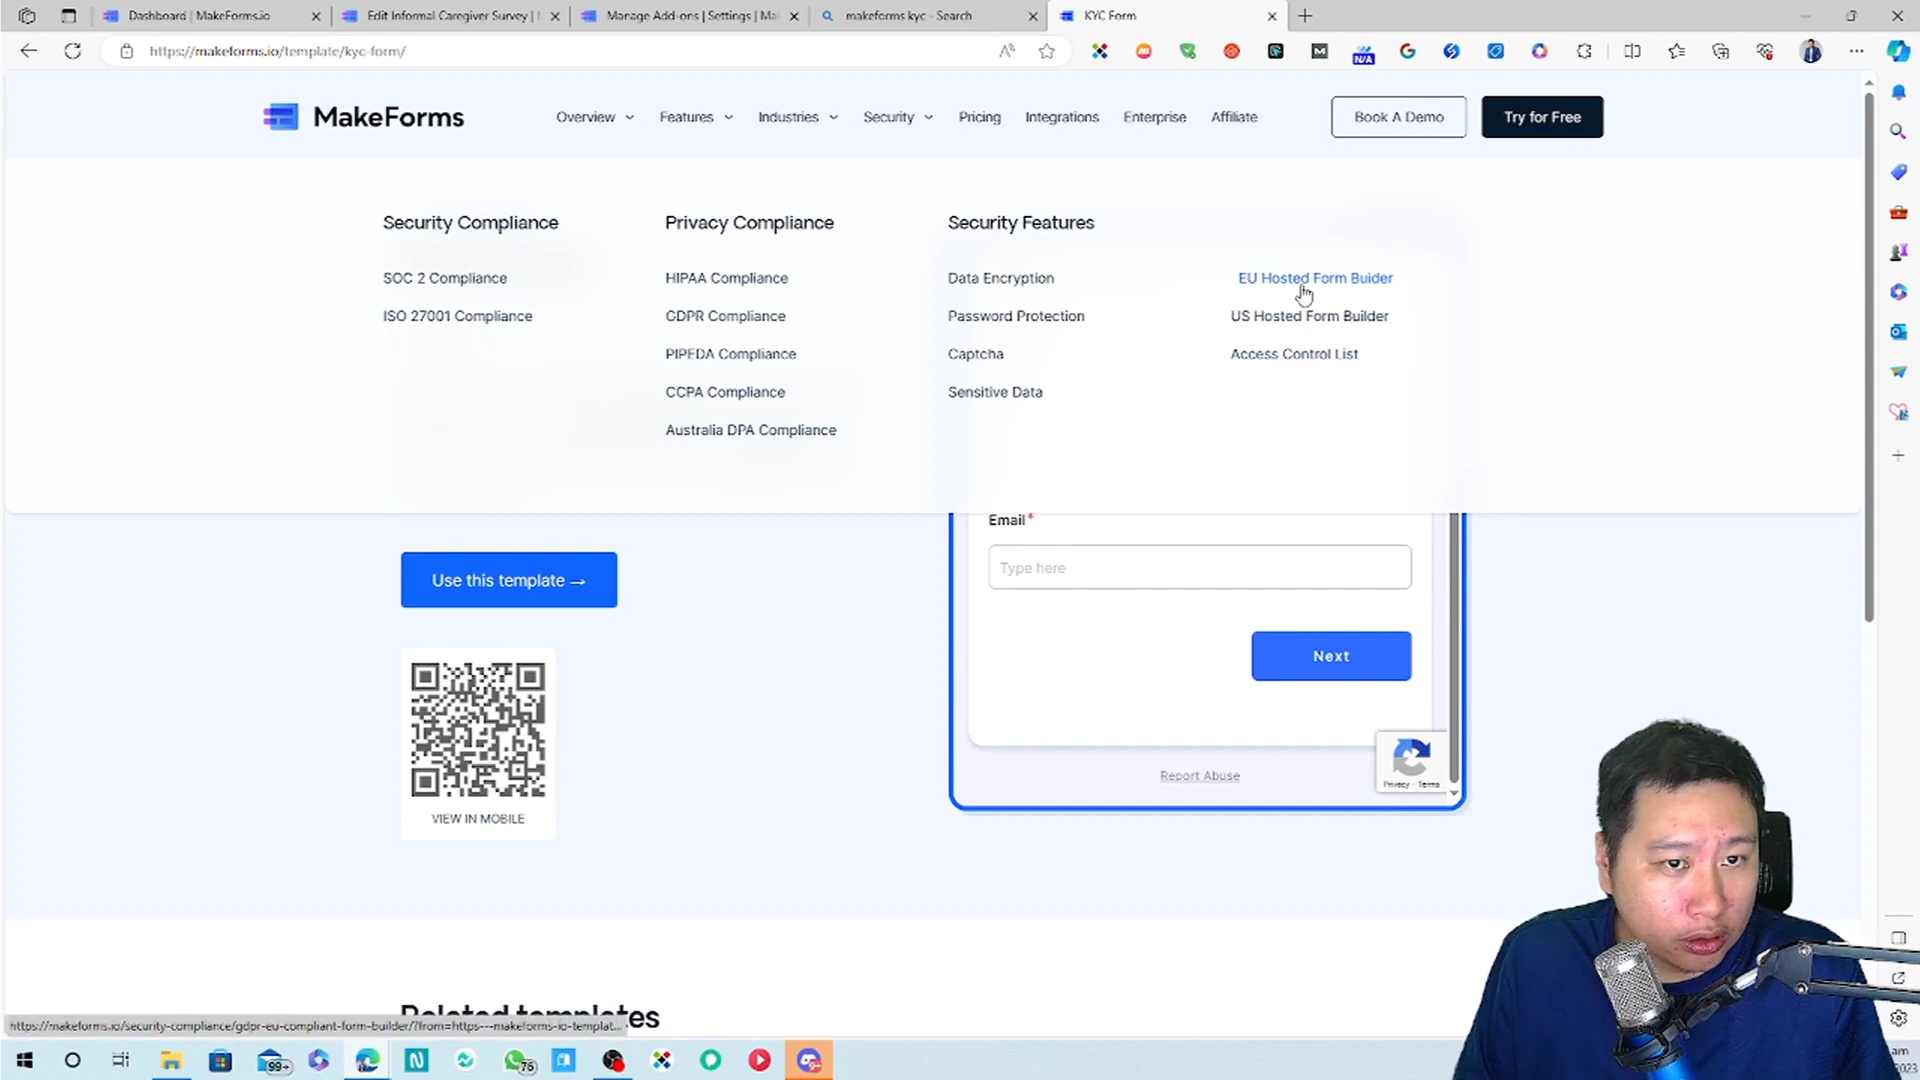 Dashboard | MakeForms.io
Edit Informal Caregiver Survey |
Manage Add-ons | Settings | Ma
makeforms kyc - Search
KYC Form
https://makeforms.io/template/kyc-form/
N/A
MakeForms
Overview
Features
Industries
Security
Pricing
Integrations
Enterprise
Affiliate
Book A Demo
Try for Free
Security Compliance
Privacy Compliance
Security Features
SOC 2 Compliance
HIPAA Compliance
Data Encryption
EU Hosted Form Buider
ISO 27001 Compliance
GDPR Compliance
Password Protection
US Hosted Form Builder
PIPEDA Compliance
Captcha
Access Control List
CCPA Compliance
Sensitive Data
Australia DPA Compliance
Email*
Type here
Use this template →
Next
VIEW IN MOBILE
Report Abuse
Privacy - Terms
Related templates
https://makeforms.io/security-compliance/gdpr-eu-compliant-form-builder/?from=https---makeforms-io-templat...
99+
76
am
2023